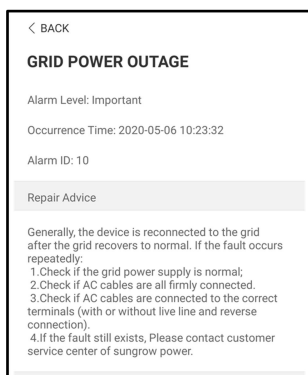 < BACK
GRID POWER OUTAGE
Alarm Level: Important
Occurrence Time: 2020-05-06 10:23:32
Alarm ID: 10
Repair Advice
Generally, the device is reconnected to the grid
after the grid recovers to normal. If the fault occurs
repeatedly:
1.Check if the grid power supply is normal;
2.Check if AC cables are all firmly connected.
3.Check if AC cables are connected to the correct
terminals (with or without live line and reverse
connection).
4.If the fault still exists, Please contact customer
service center of sungrow power.